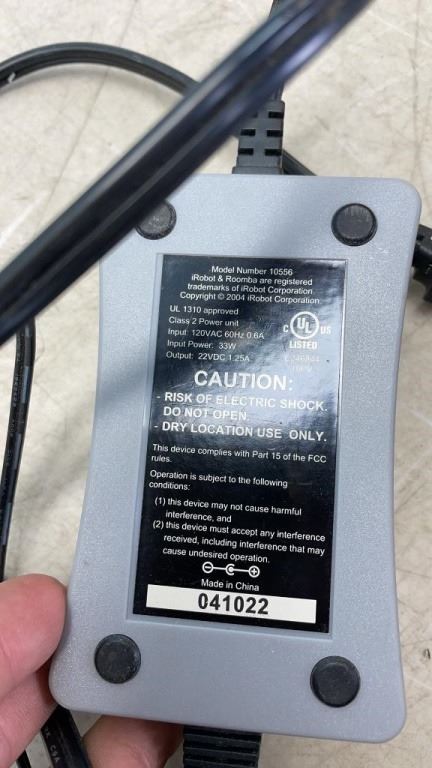 Model Number 10556
iRobot & Roomba are registered
trademarks of iRobot Corporation.
Copyright © 2004 iRobot Corporation
UL 1310 approved
Class 2 Power unit
Input: 120VAC 60Hz 0.6A
Input Power: 33W
Output: 22VDC 1.25A
C UL US
LISTED
CAUTION:
- RISK OF ELECTRIC SHOCK.
DO NOT OPEN.
- DRY LOCATION USE ONLY.
This device complies with Part 15 of the FCC
rules.
Operation is subject to the following
conditions:
(1) this device may not cause harmful
interference, and
(2) this device must accept any interference
received, including interference that may
cause undesired operation.
Made in China
041022